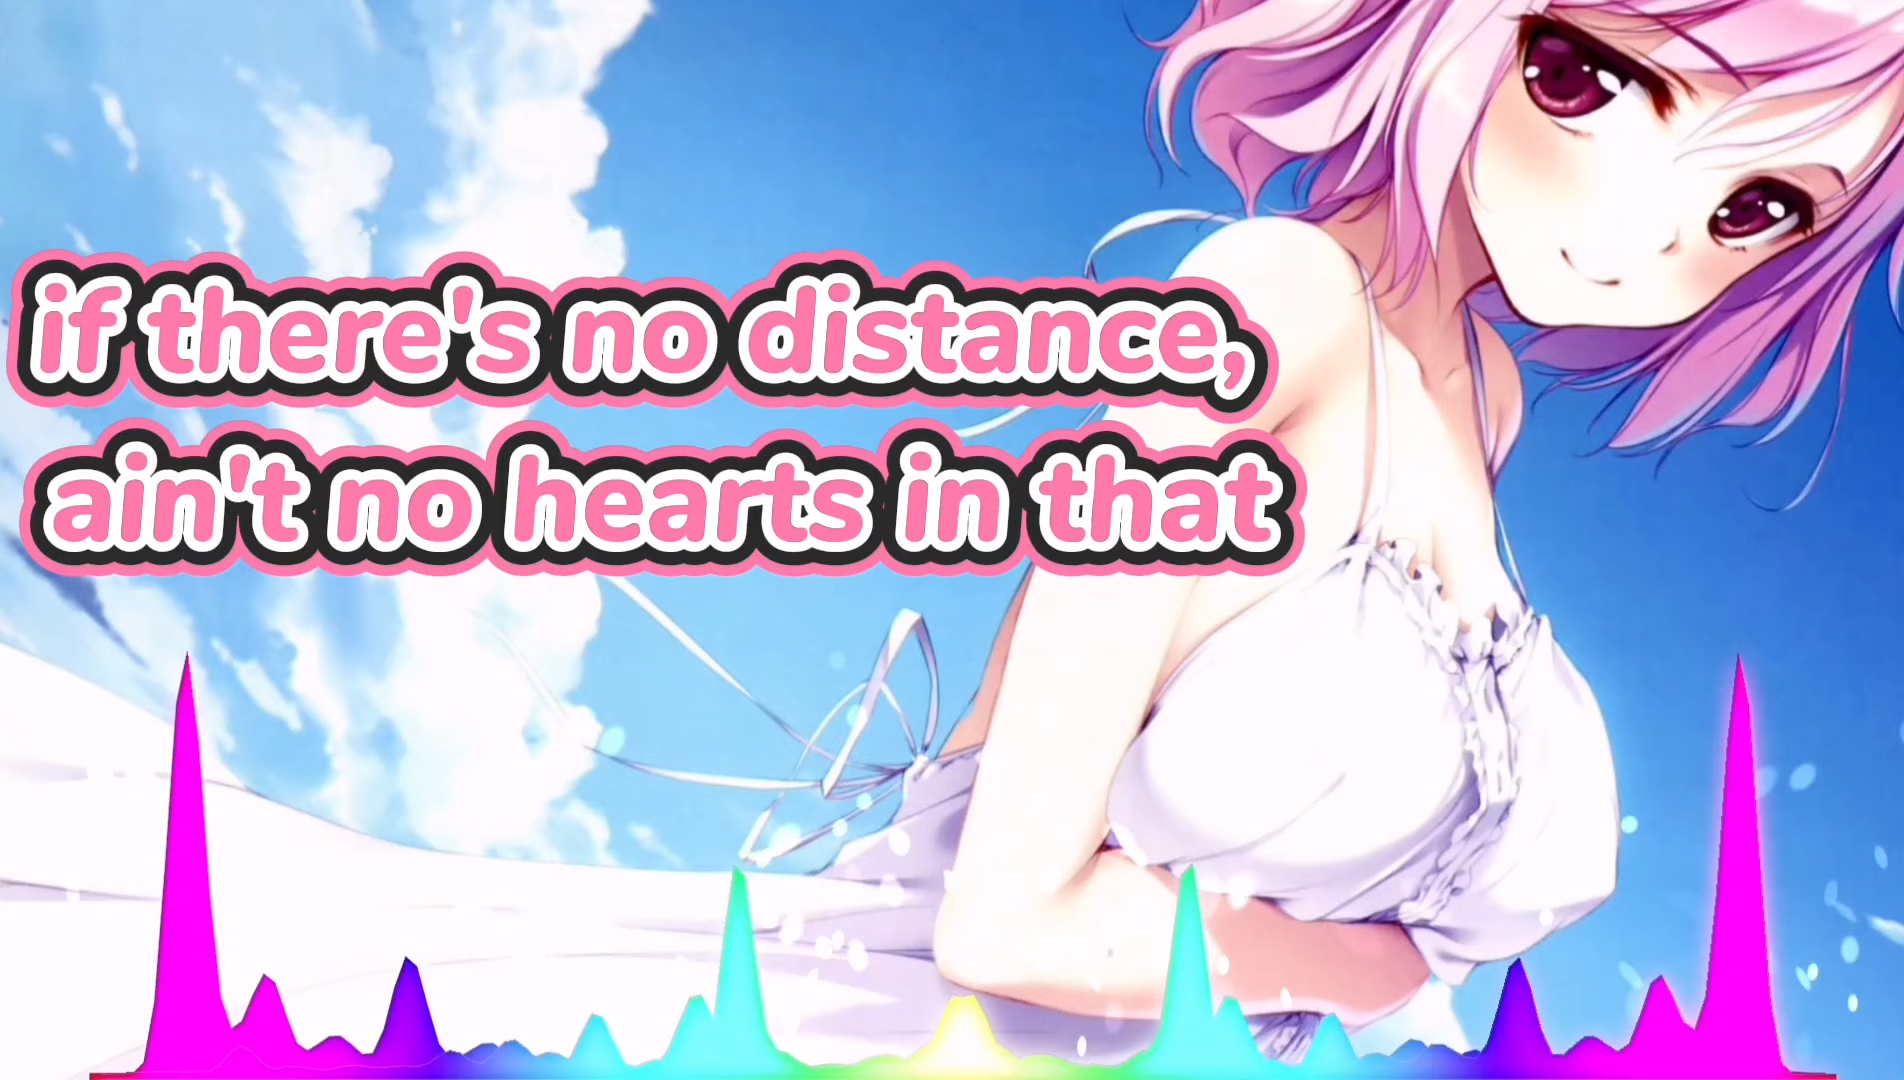 if there's no distance,
ain't no hearts in that